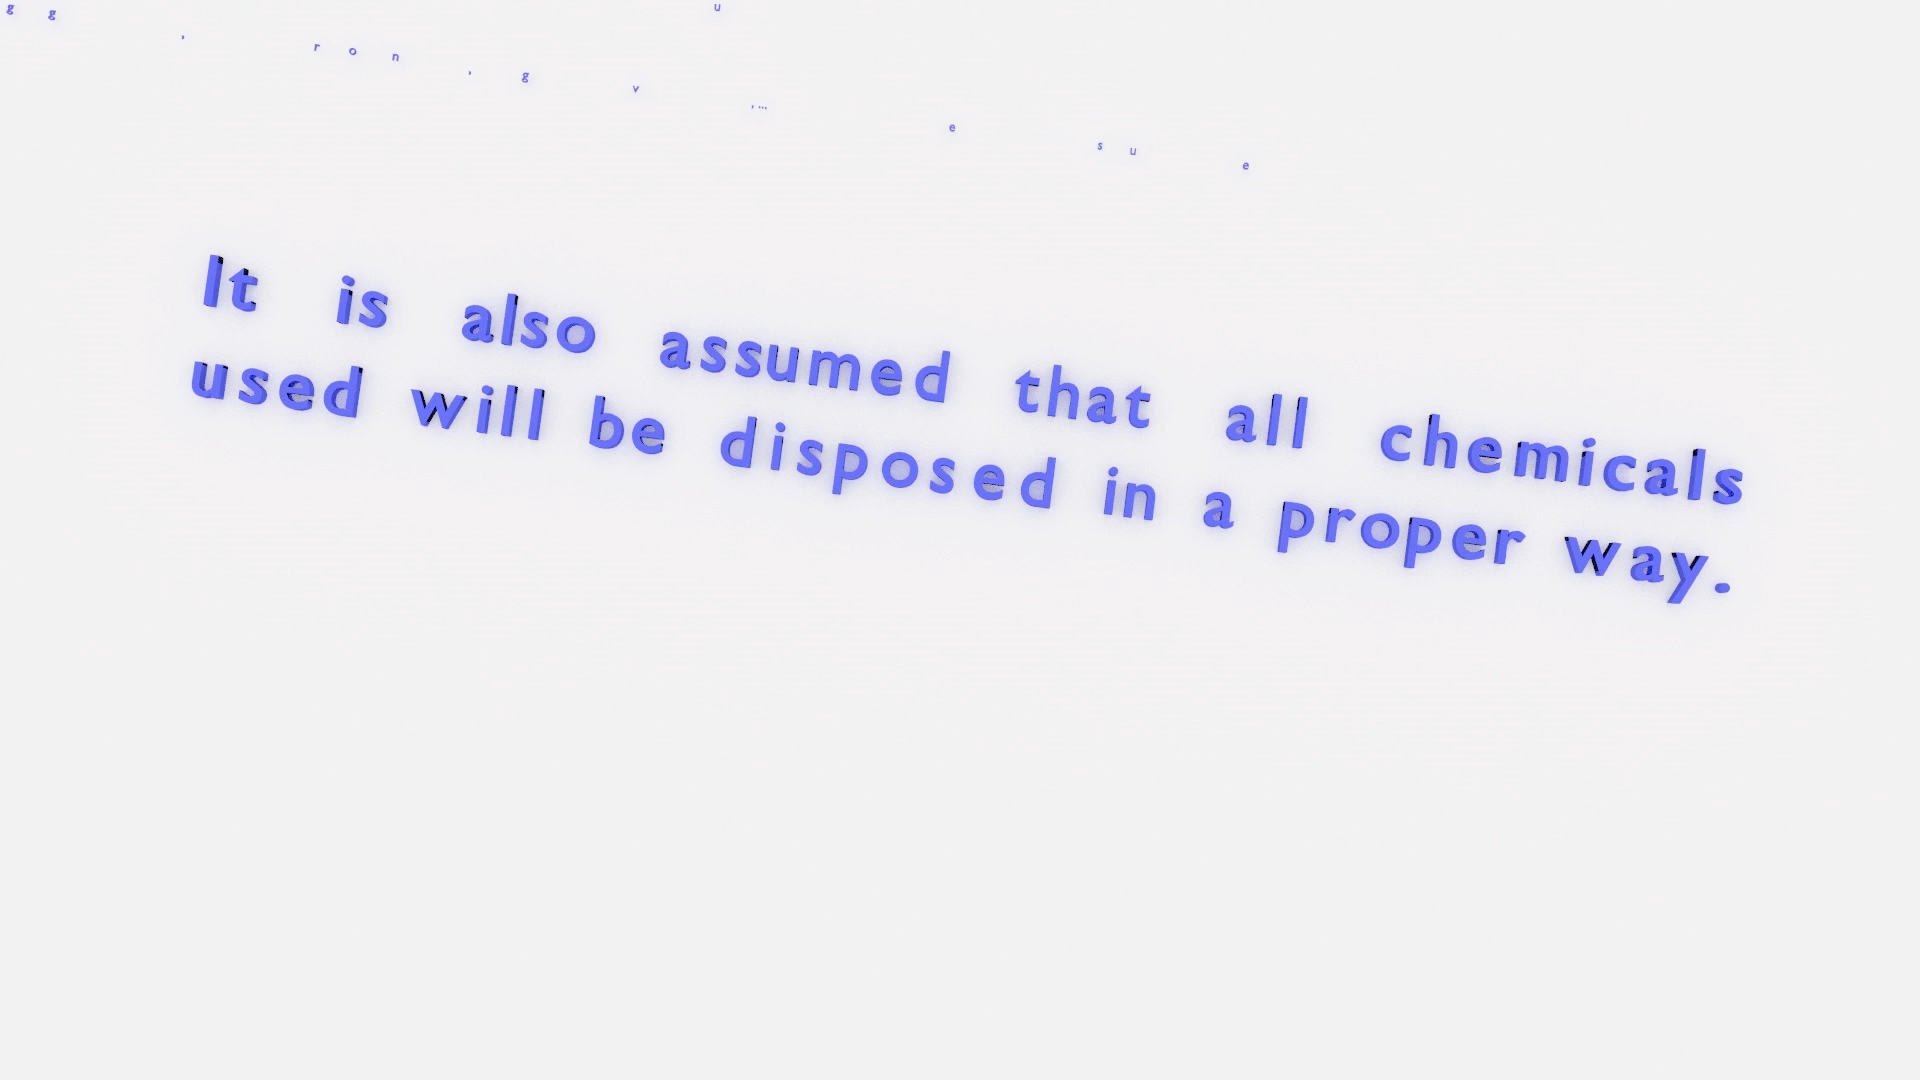 It is also assumed that all chemicals
used will be disposed in a proper way.